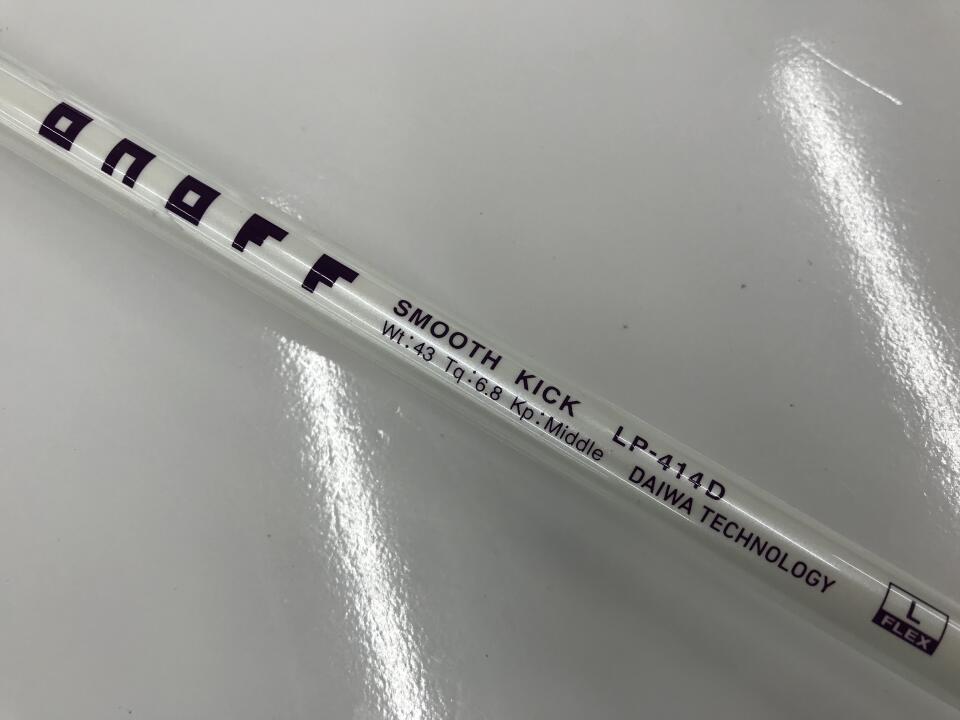 onoff
SMOOTH KICK LP-414D
Wt:43 Tq:6.8 Kp:Middle DAIWA TECHNOLOGY
L
FLEX